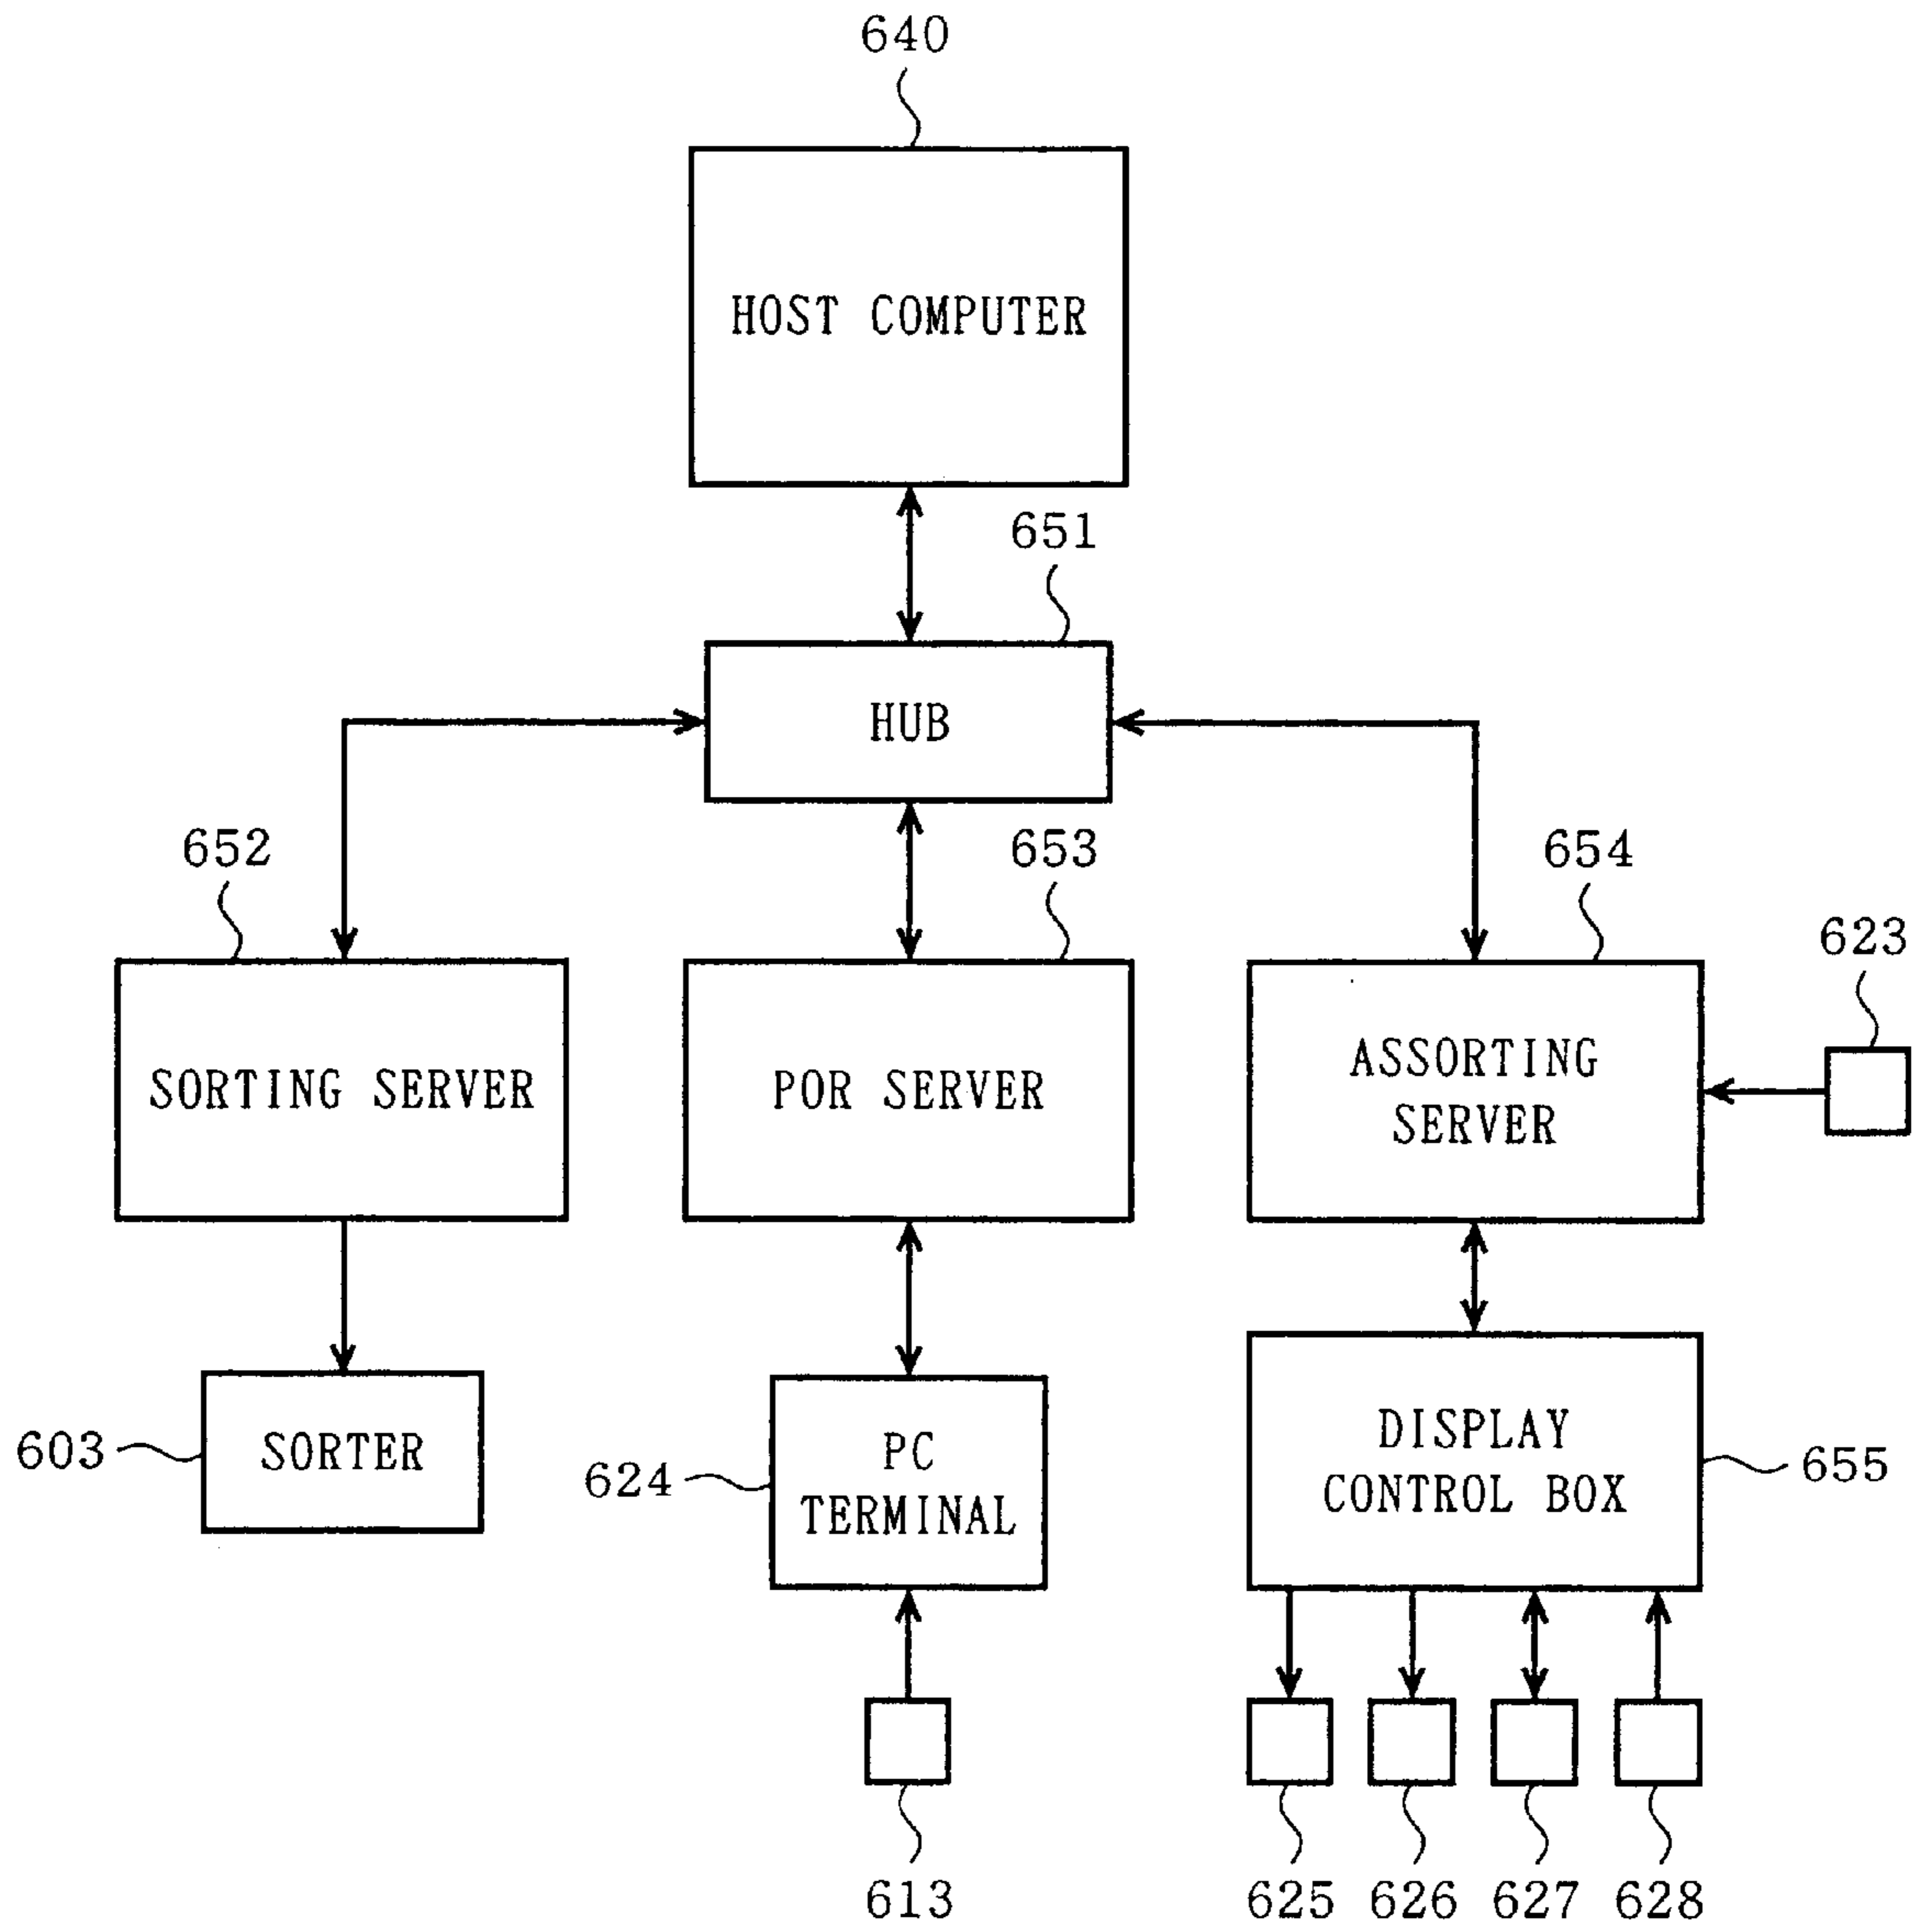 640
HOST COMPUTER
651
HUB
652
653
654
623
SORTING SERVER
POR SERVER
ASSORTING
SERVER
603
SORTER
624
PC
TERMINAL
DISPLAY
CONTROL BOX
655
613
625
626
627
628